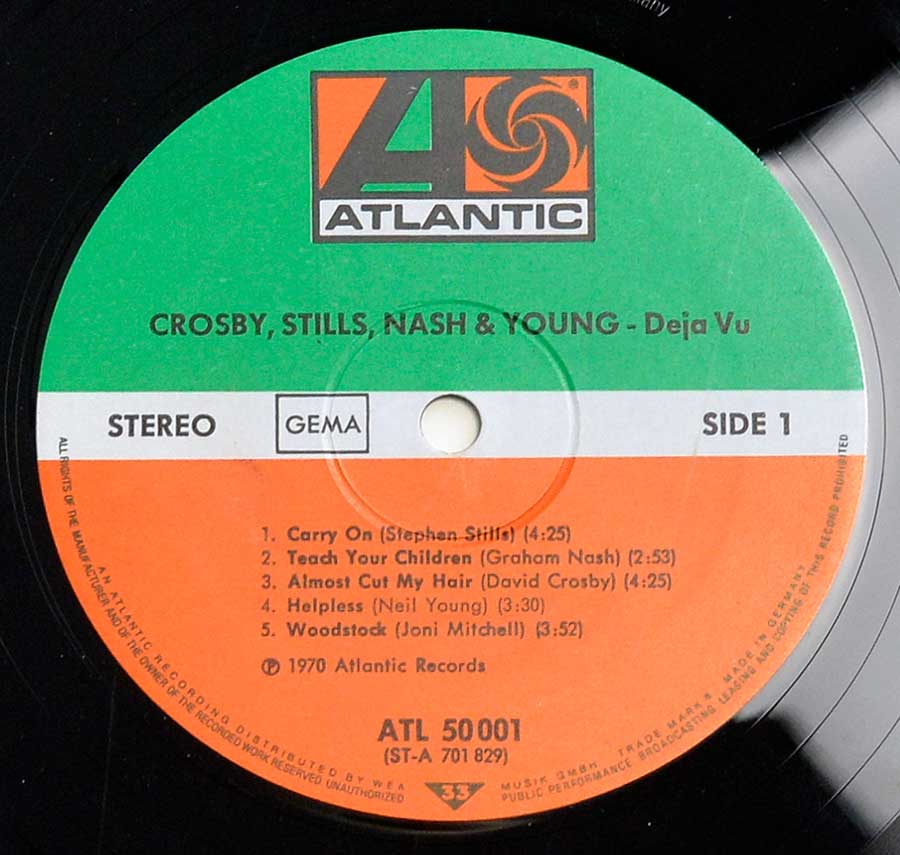 ATLANTIC
®
CROSBY, STILLS, NASH & YOUNG - Deja Vu
STEREO
GEMA
SIDE 1
1. Carry On (Stephen Stills) (4:25)
2. Teach Your Children (Graham Nash) (2:53)
3. Almost Cut My Hair (David Crosby) (4:25)
4. Helpless (Neil Young) (3:30)
5. Woodstock (Joni Mitchell) (3:52)
℗ 1970 Atlantic Records
ATL 50 001
(ST-A 701 829)
33
ALL RIGHTS OF THE MANUFACTURER AND OF THE OWNER OF THE RECORDED WORK RESERVED UNAUTHORIZED
PUBLIC PERFORMANCE BROADCASTING LEASING AND COPYING OF THIS RECORD PROHIBITED
AN ATLANTIC RECORDING DISTRIBUTED BY WEA
MUSIK GMBH TRADE MARK ® MADE IN GERMANY